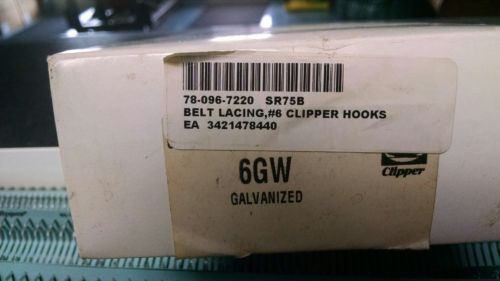 78-096-7220 SR75B
BELT LACING,#6 CLIPPER HOOKS
EA 3421478440
6GW
GALVANIZED
Clipper